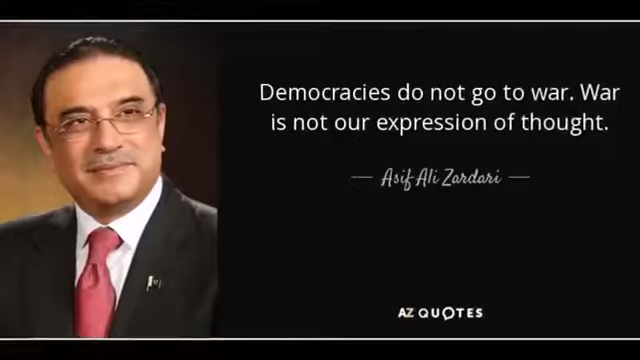 Democracies do not go to war. War
is not our expression of thought.
— Asif Ali Zardari —
AZ QUOTES